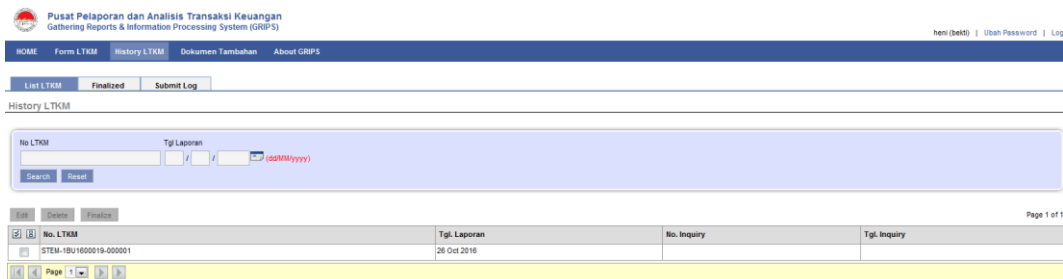 Pusat Pelaporan dan Analisis Transaksi Keuangan
Gathering Reports & Information Processing System (GRIPS)
heni (bekti) | Ubah Password | Log
HOME Form LTKM History LTKM Dokumen Tambahan About GRIPS
List LTKM Finalized Submit Log
History LTKM
No LTKM Tgl Laporan
/ / (dd/MM/yyyy)
Search Reset
Edit Delete Finalize Page 1 of 1
No. LTKM Tgl. Laporan No. Inquiry Tgl. Inquiry
STEM-1BU1600019-000001 26 Oct 2016
Page 1